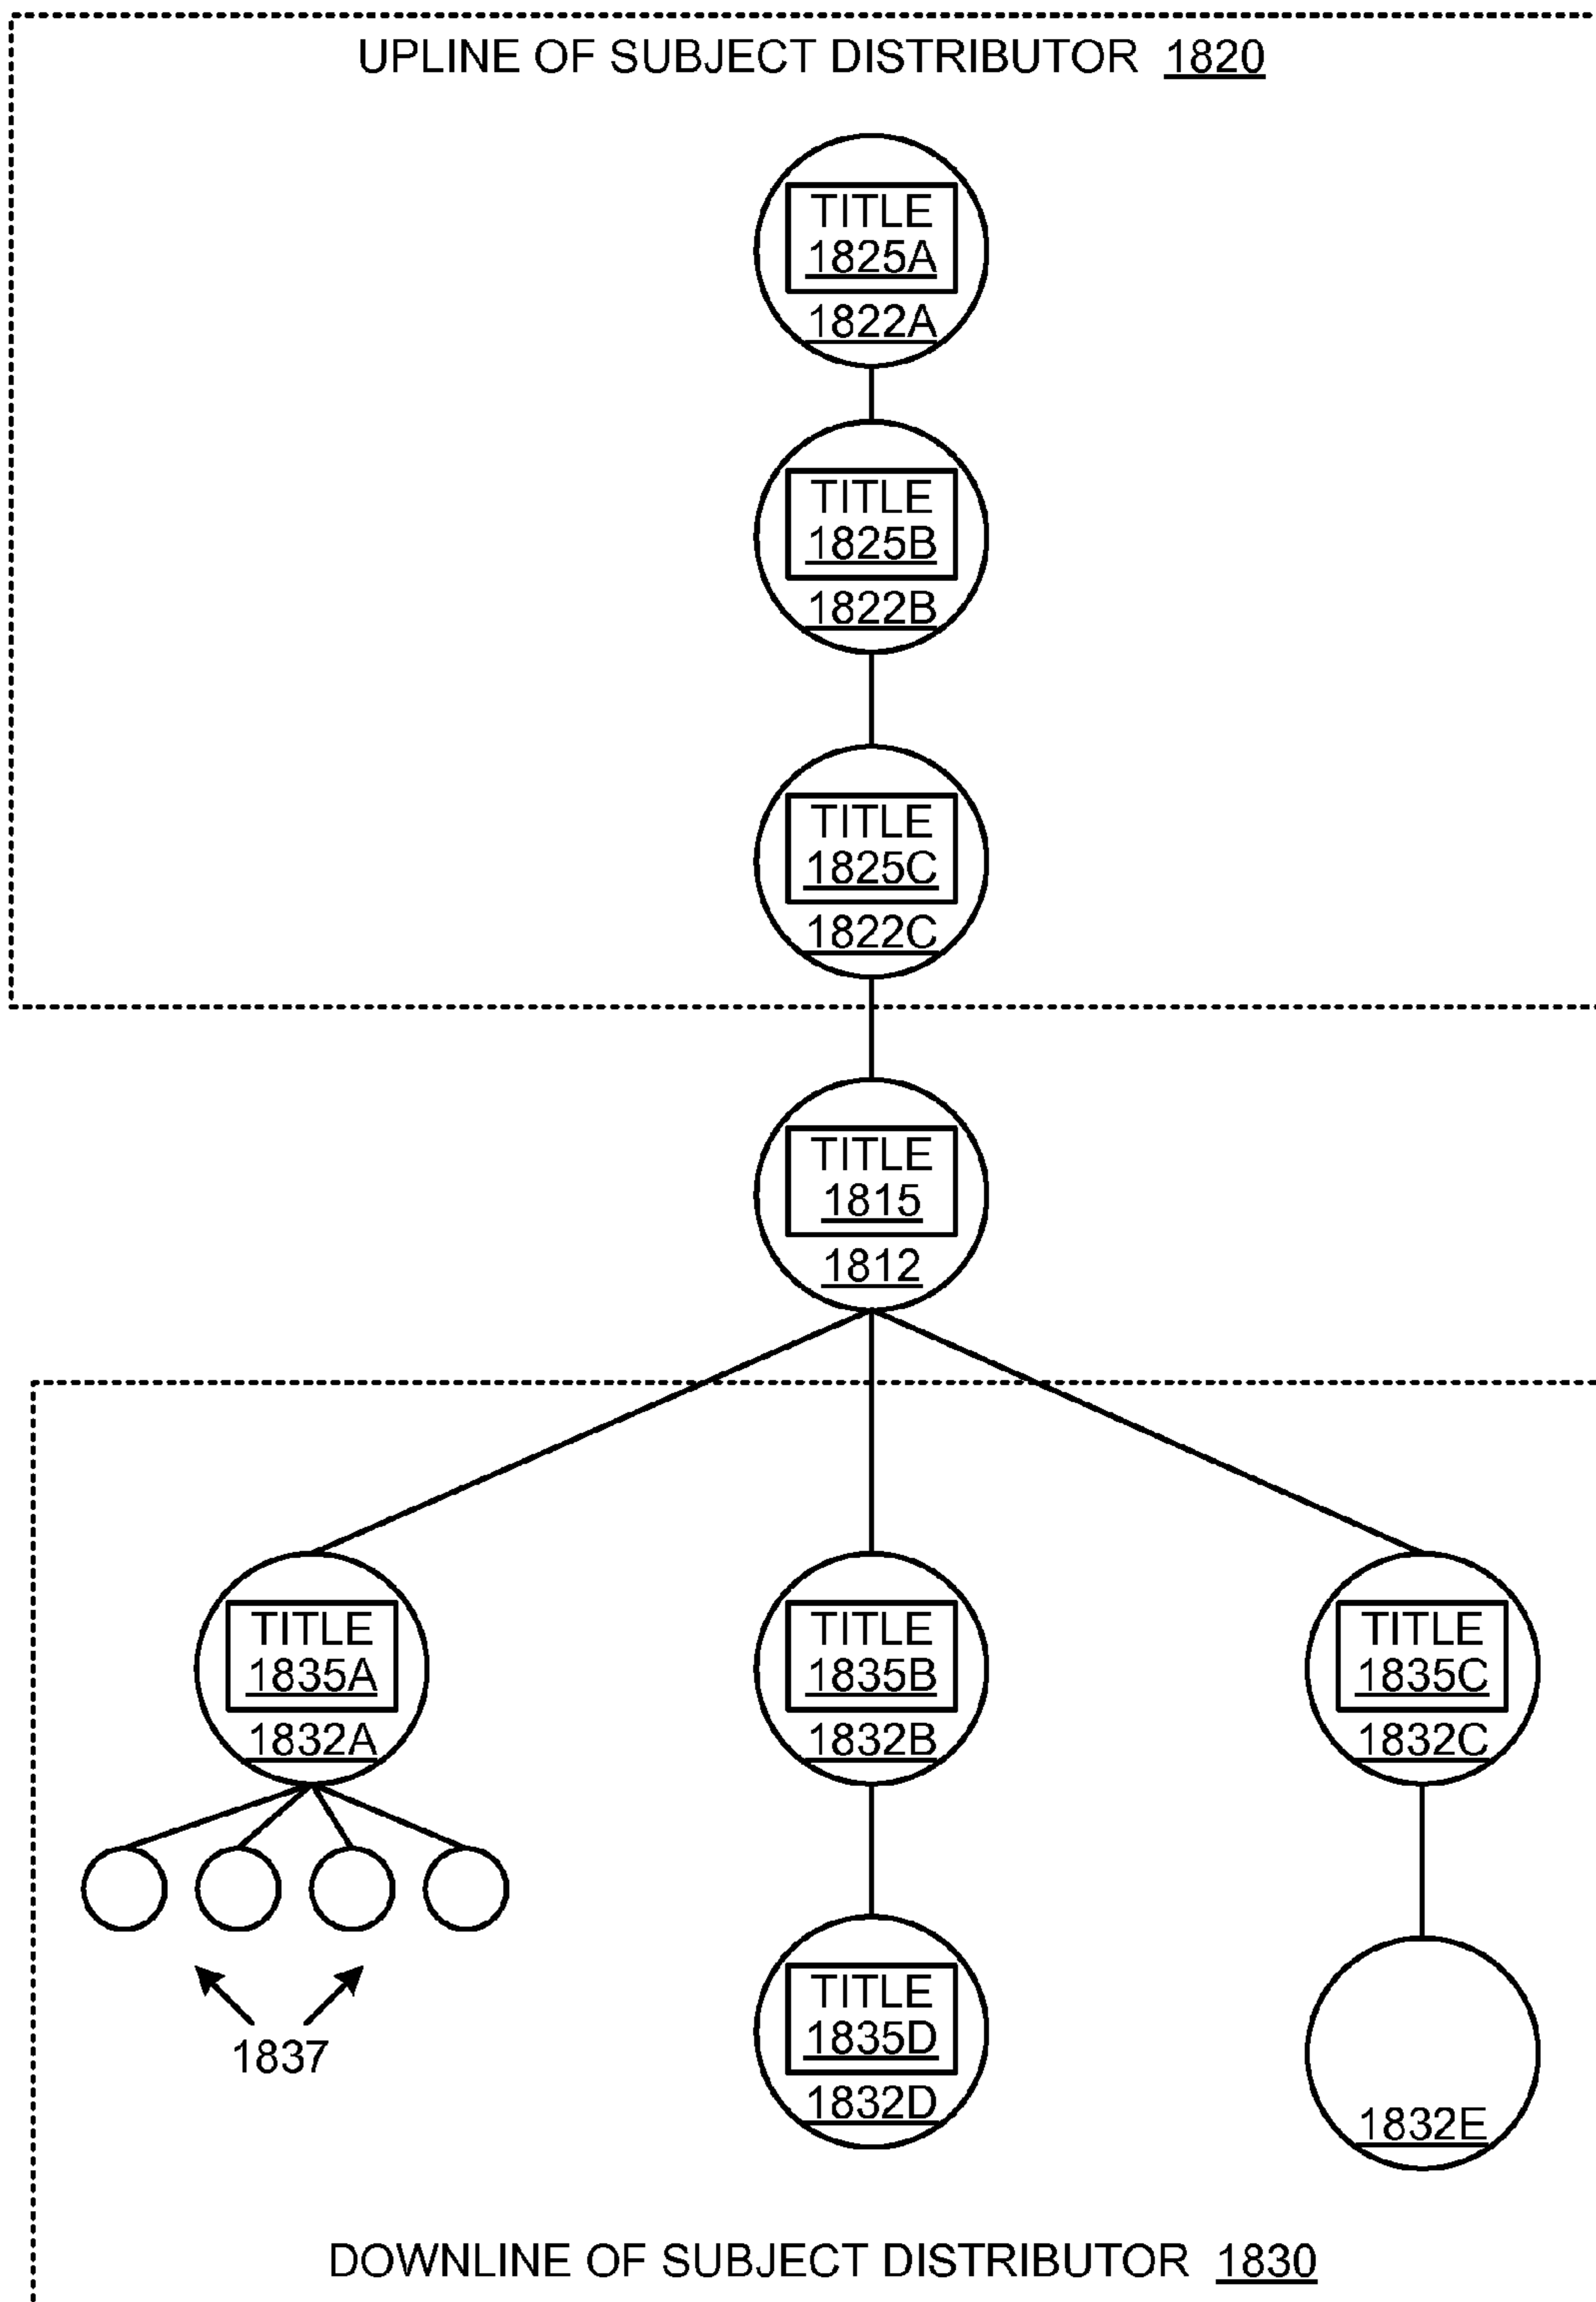 UPLINE OF SUBJECT DISTRIBUTOR 1820
TITLE
1825A
1822A
TITLE
1825B
1822B
TITLE
1825C
1822C
TITLE
1815
1812
TITLE
1835A
1832A
TITLE
1835B
1832B
TITLE
1835C
1832C
1837
TITLE
1835D
1832D
1832E
DOWNLINE OF SUBJECT DISTRIBUTOR 1830